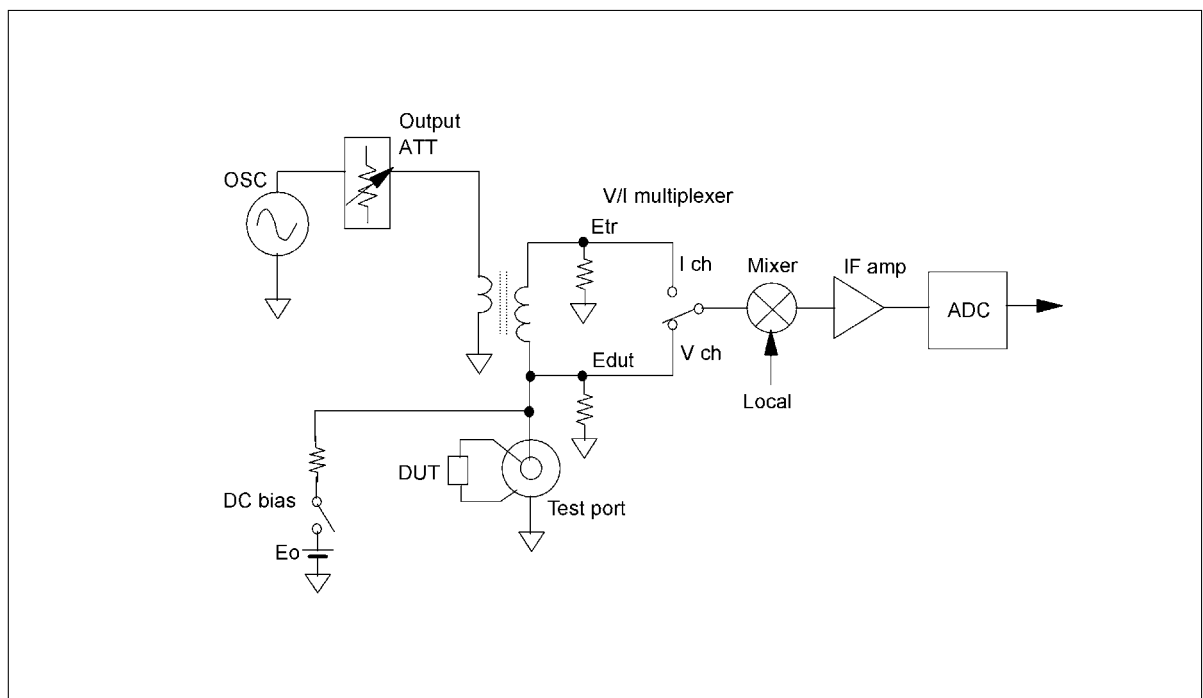 Output
ATT
OSC
V/I multiplexer
Etr
I ch
Mixer
IF amp
ADC
V ch
Edut
Local
DUT
Test port
DC bias
Eo